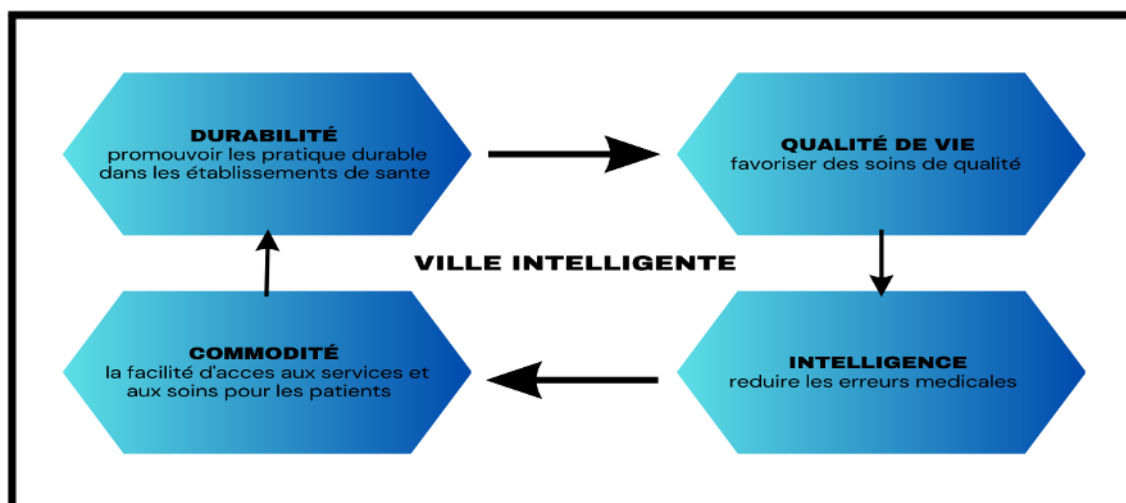 DURABILITÉ
promouvoir les pratique durable
dans les établissements de sante
QUALITÉ DE VIE
favoriser des soins de qualité
VILLE INTELLIGENTE
COMMODITÉ
la facilité d'acces aux services et
aux soins pour les patients
INTELLIGENCE
reduire les erreurs medicales